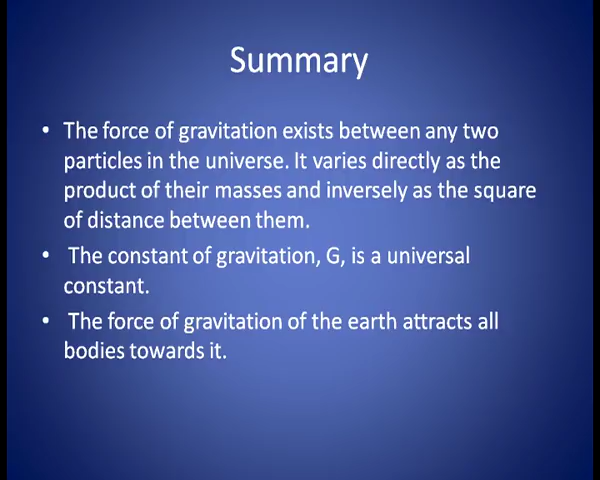 Summary
• The force of gravitation exists between any two
particles in the universe. It varies directly as the
product of their masses and inversely as the square
of distance between them.
• The constant of gravitation, G, is a universal
constant.
• The force of gravitation of the earth attracts all
bodies towards it.